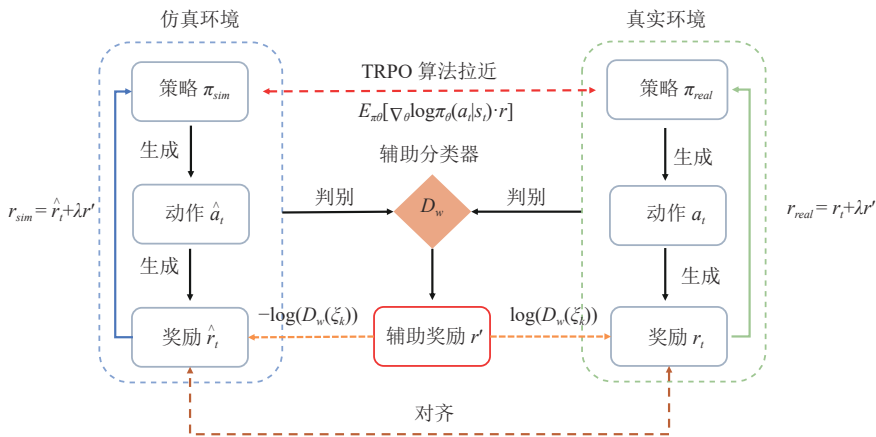 仿真环境
真实环境
策略 π_sim
TRPO 算法拉近
策略 π_real
E_πθ[∇_θ logπ_θ(a_t|s_t)·r]
生成
辅助分类器
生成
r_sim = r̂_t+λr′
动作 â_t
判别
D_w
判别
动作 a_t
r_real = r_t+λr′
生成
生成
−log(D_w(ξ_k))
log(D_w(ξ_k))
奖励 r̂_t
辅助奖励 r′
奖励 r_t
对齐